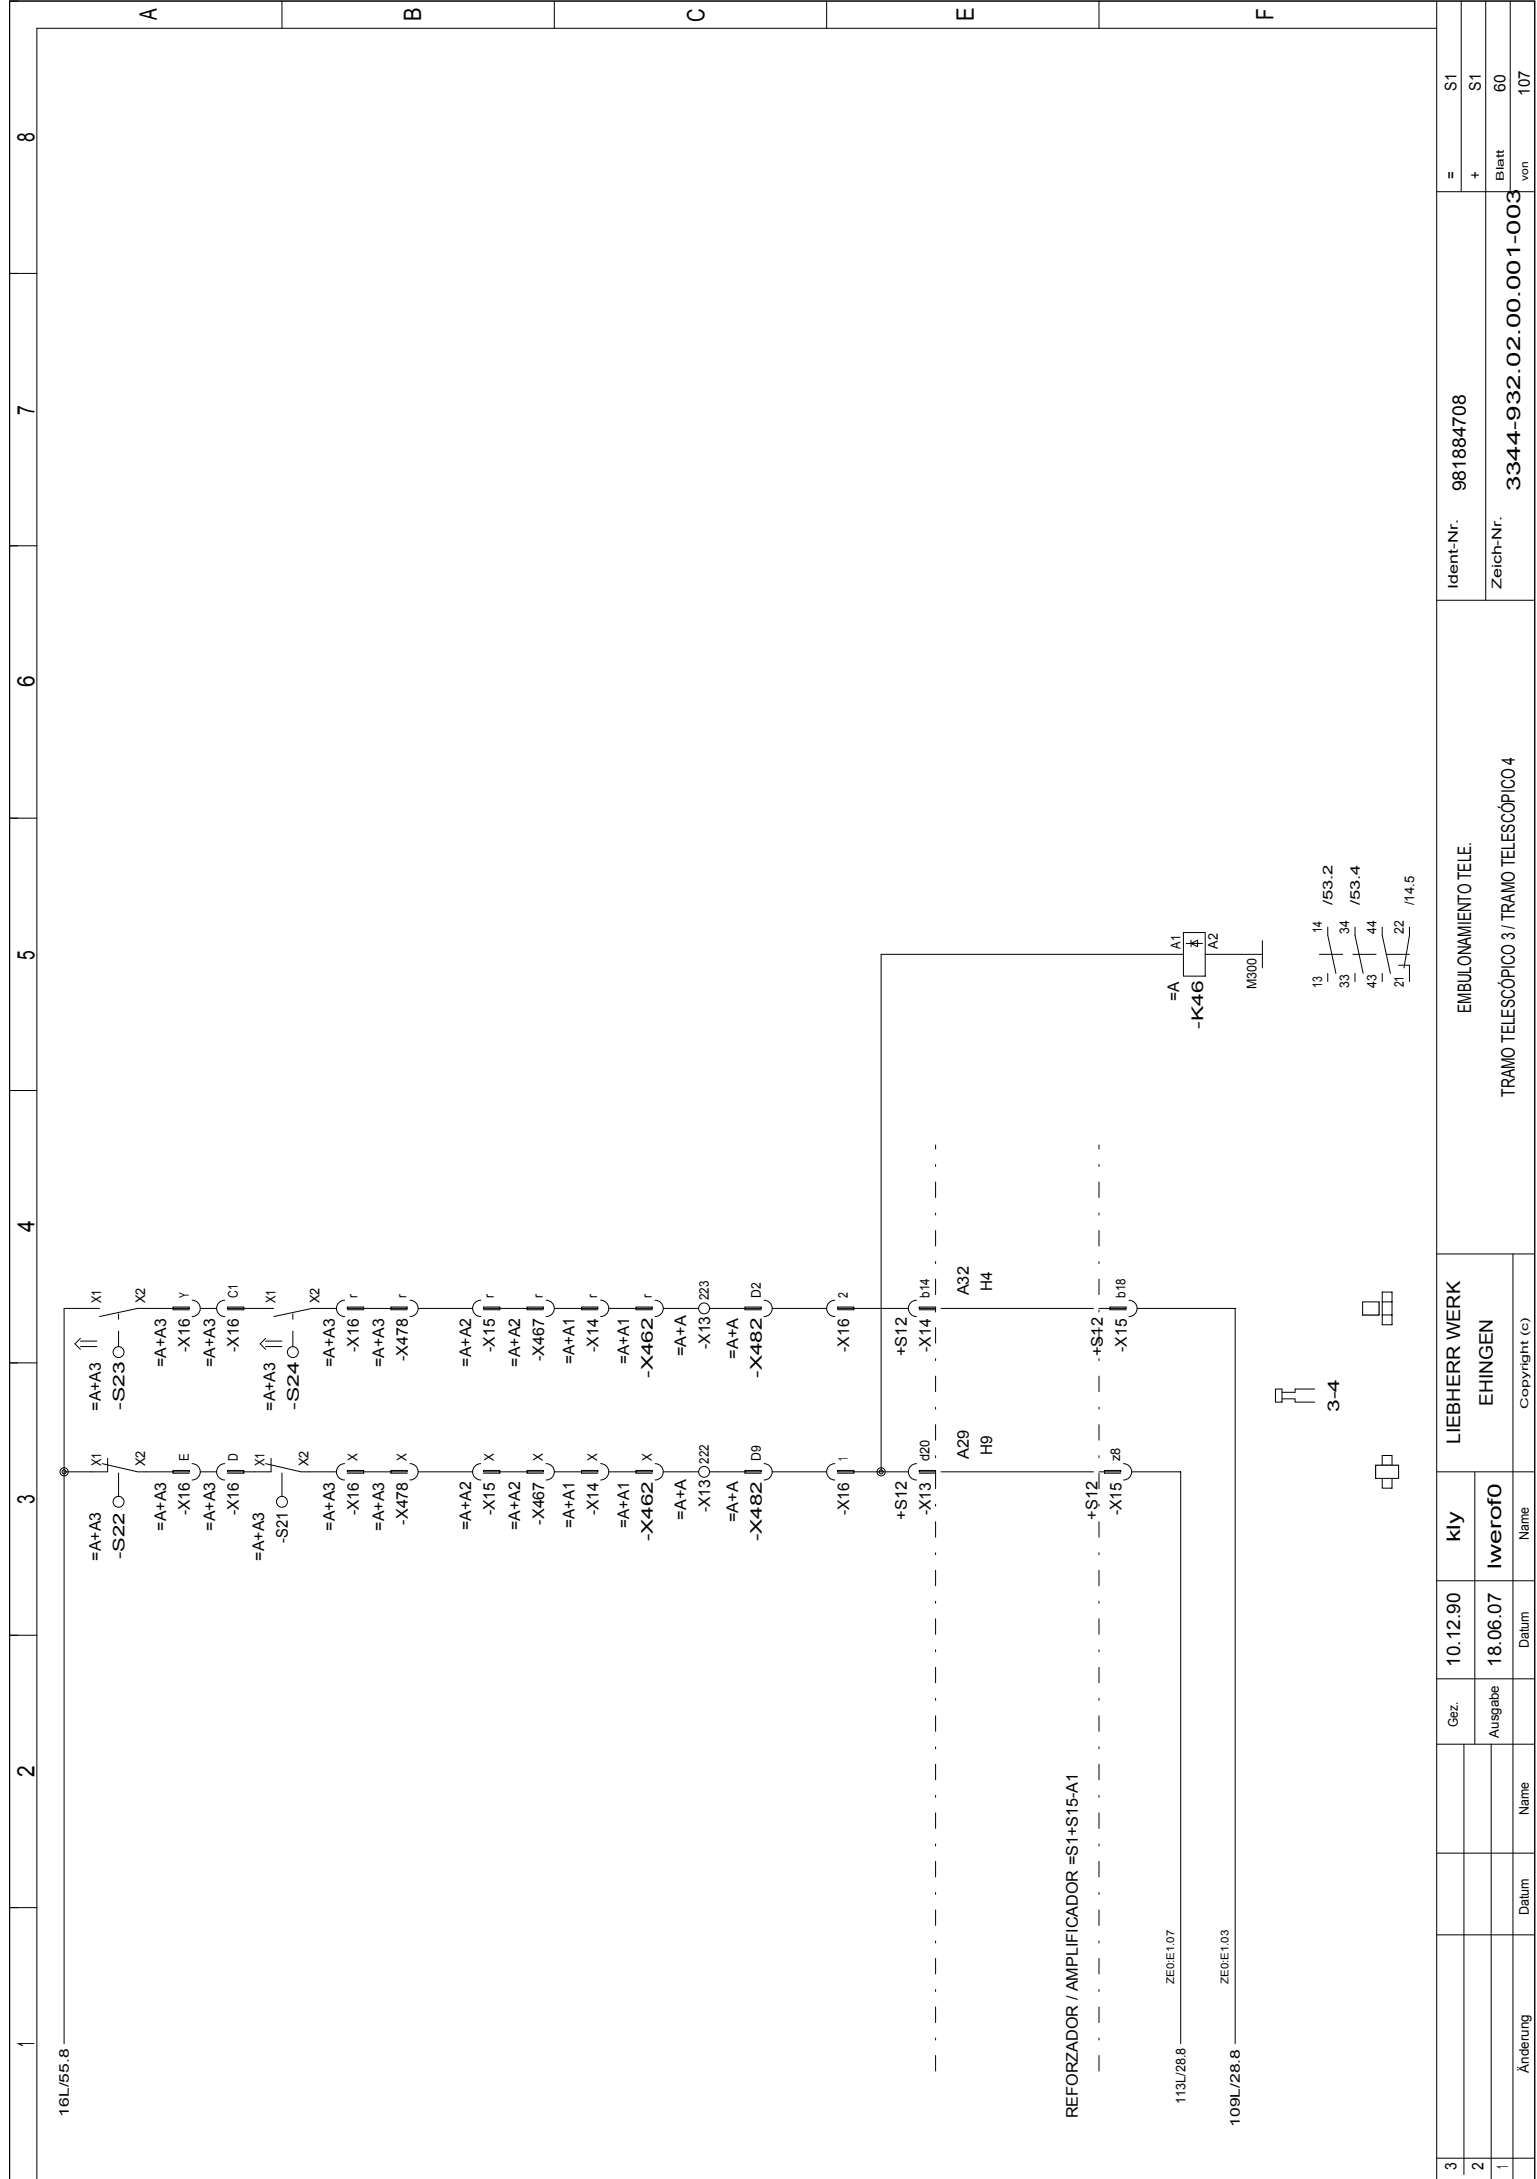 1 2 3 4 5 6 7 8
A
B
C
E
F
16L/55.8
=A+A3
-S22
X1
X2
=A+A3
-X16 E
=A+A3
-X16 D
=A+A3
-S21
X1
X2
=A+A3
-X16 X
=A+A3
-X478 X
=A+A2
-X15 X
=A+A2
-X467 X
=A+A1
-X14 X
=A+A1
-X462 X
=A+A
-X13 222
=A+A
-X482 D9
-X16 1
+S12
-X13 d20
A29
H9
+S12
-X15 z8
=A+A3
-S23
X1
X2
=A+A3
-X16 Y
=A+A3
-X16 C1
=A+A3
-S24
X1
X2
=A+A3
-X16 r
=A+A3
-X478 r
=A+A2
-X15 r
=A+A2
-X467 r
=A+A1
-X14 r
=A+A1
-X462 r
=A+A
-X13 223
=A+A
-X482 D2
-X16 2
+S12
-X14 b14
A32
H4
+S12
-X15 b18
REFORZADOR / AMPLIFICADOR =S1+S15-A1
113L/28.8
ZE0:E1.07
109L/28.8
ZE0:E1.03
3-4
=A
-K46
A1
A2
M300
13 14 /53.2
33 34 /53.4
43 44
21 22 /14.5
3
2
1
Änderung Datum Name
Gez. 10.12.90 kly
Ausgabe 18.06.07 lwerof0
Datum Name
LIEBHERR WERK
EHINGEN
Copyright (c)
EMBULONAMIENTO TELE.
TRAMO TELESCÓPICO 3 / TRAMO TELESCÓPICO 4
Ident-Nr. 981884708
Zeich-Nr. 3344-932.02.00.001-003
= S1
+ S1
Blatt 60
von 107